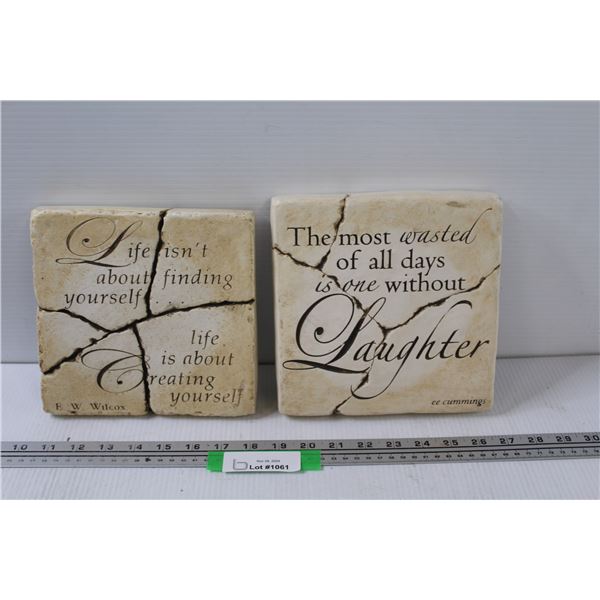 Life isn't
about finding
yourself....
life
is about
Creating
yourself
E. W. Wilcox
The most wasted
of all days
is one without
Laughter
ee cummings
10 11 12 13 14 15 16 17 18 19 20 21 22 23 24 25 26 27 28 29 30
Lot #1061